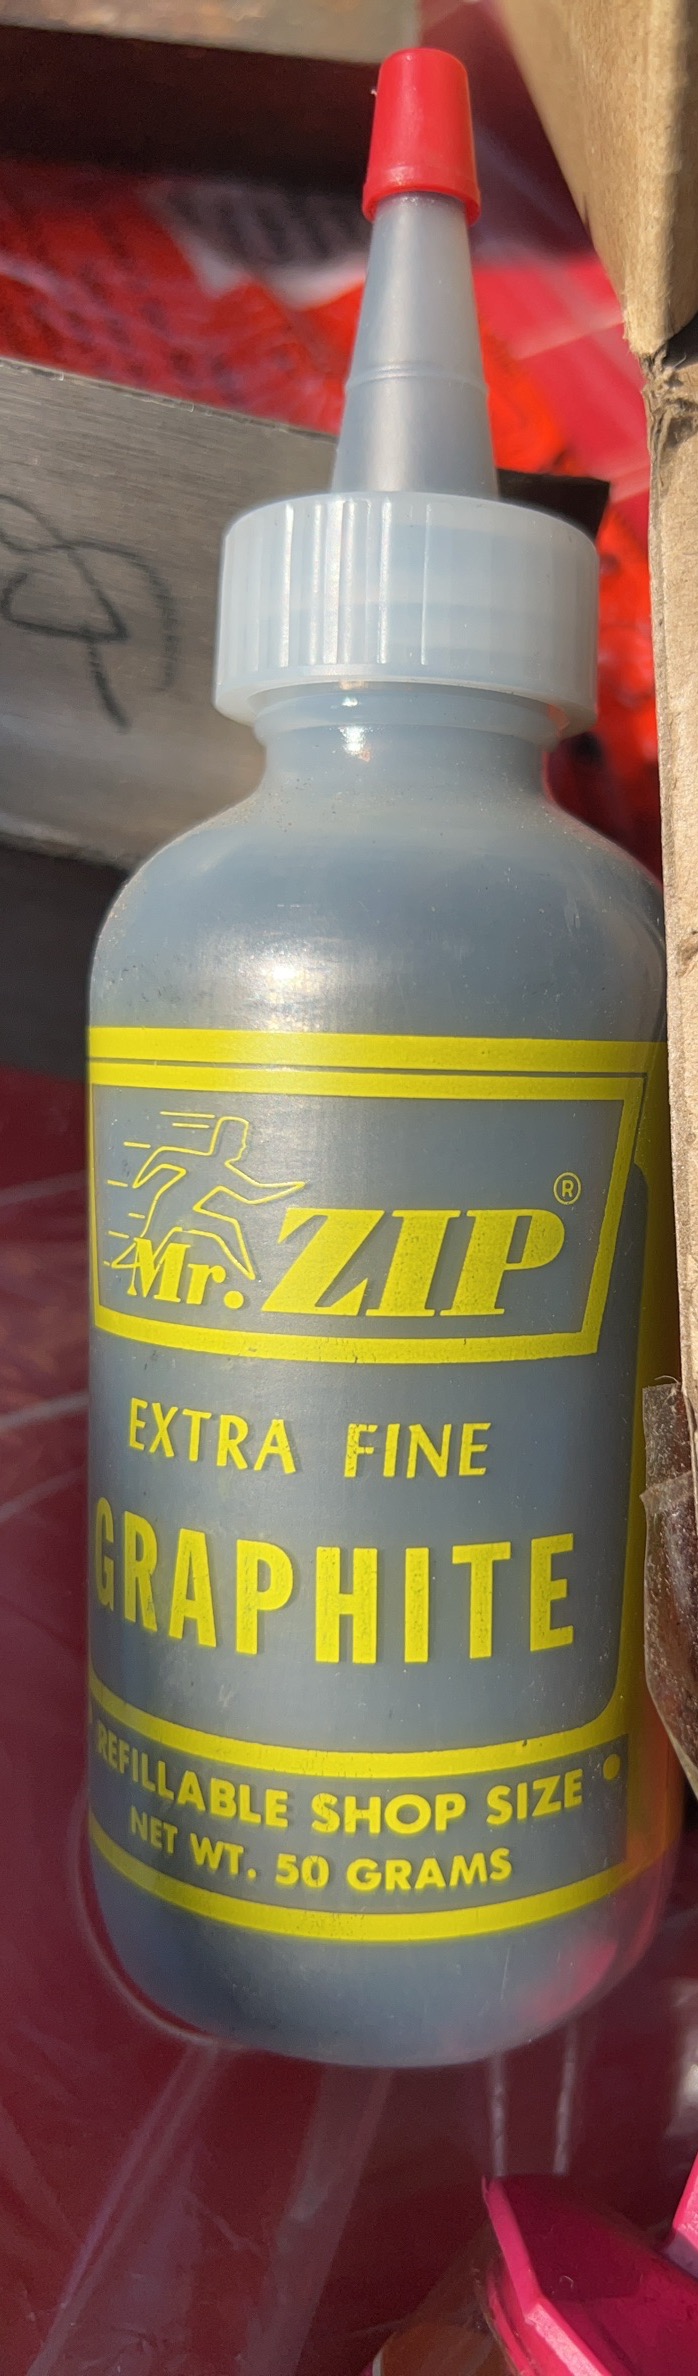 Mr. ZIP ®
EXTRA FINE
GRAPHITE
REFILLABLE SHOP SIZE
NET WT. 50 GRAMS